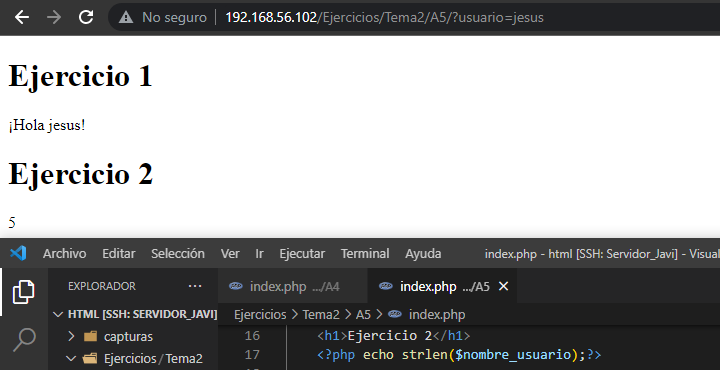 No seguro 192.168.56.102/Ejercicios/Tema2/A5/?usuario=jesus
Ejercicio 1
¡Hola jesus!
Ejercicio 2
5
Archivo Editar Selección Ver Ir Ejecutar Terminal Ayuda index.php - html [SSH: Servidor_Javi] - Visual
EXPLORADOR ··· index.php .../A4 index.php .../A5
HTML [SSH: SERVIDOR_JAVI] Ejercicios > Tema2 > A5 > index.php
capturas 16 <h1>Ejercicio 2</h1>
Ejercicios / Tema2 17 <?php echo strlen($nombre_usuario);?>